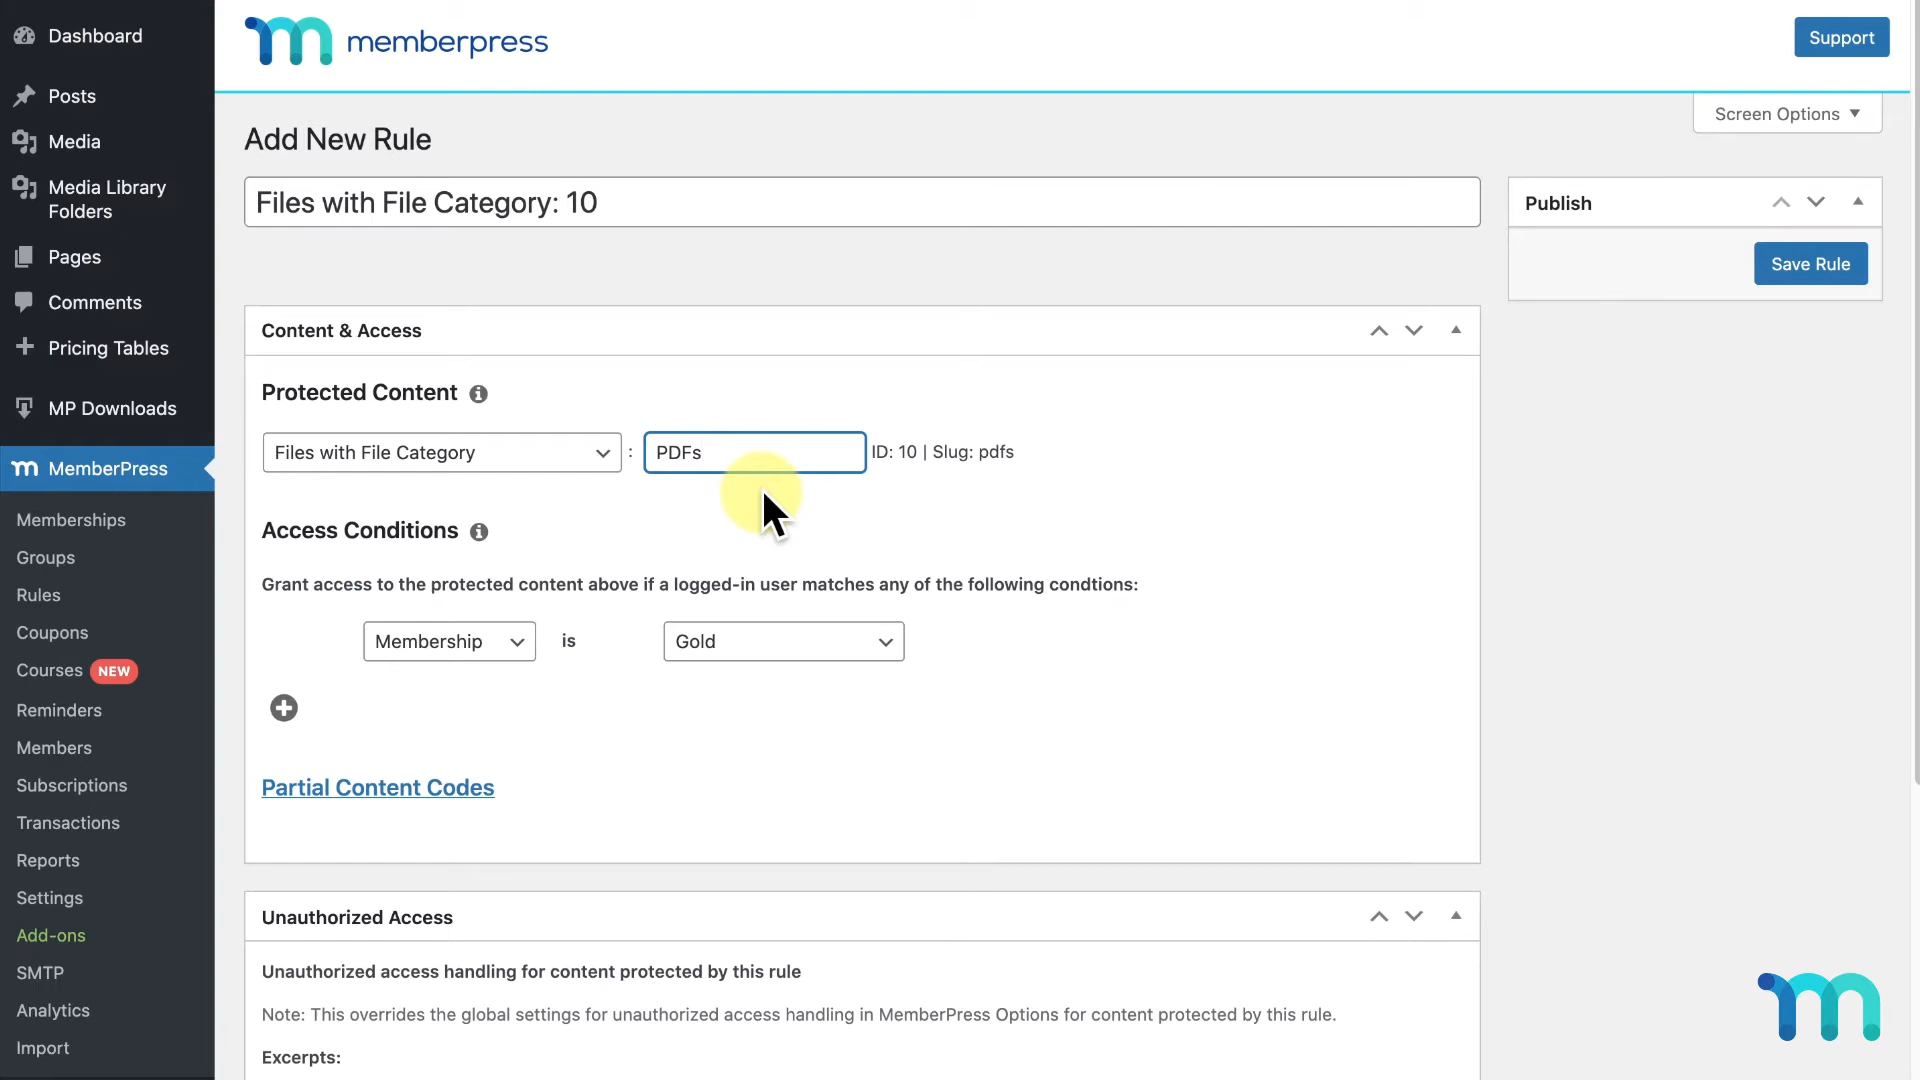 Dashboard
Posts
Media
Media Library
Folders
Pages
Comments
Pricing Tables
MP Downloads
MemberPress
Memberships
Groups
Rules
Coupons
Courses NEW
Reminders
Members
Subscriptions
Transactions
Reports
Settings
Add-ons
SMTP
Analytics
Import
memberpress
Support
Screen Options
Add New Rule
Files with File Category: 10
Publish
Save Rule
Content & Access
Protected Content
Files with File Category : PDFs ID: 10 | Slug: pdfs
Access Conditions
Grant access to the protected content above if a logged-in user matches any of the following condtions:
Membership is Gold
Partial Content Codes
Unauthorized Access
Unauthorized access handling for content protected by this rule
Note: This overrides the global settings for unauthorized access handling in MemberPress Options for content protected by this rule.
Excerpts: